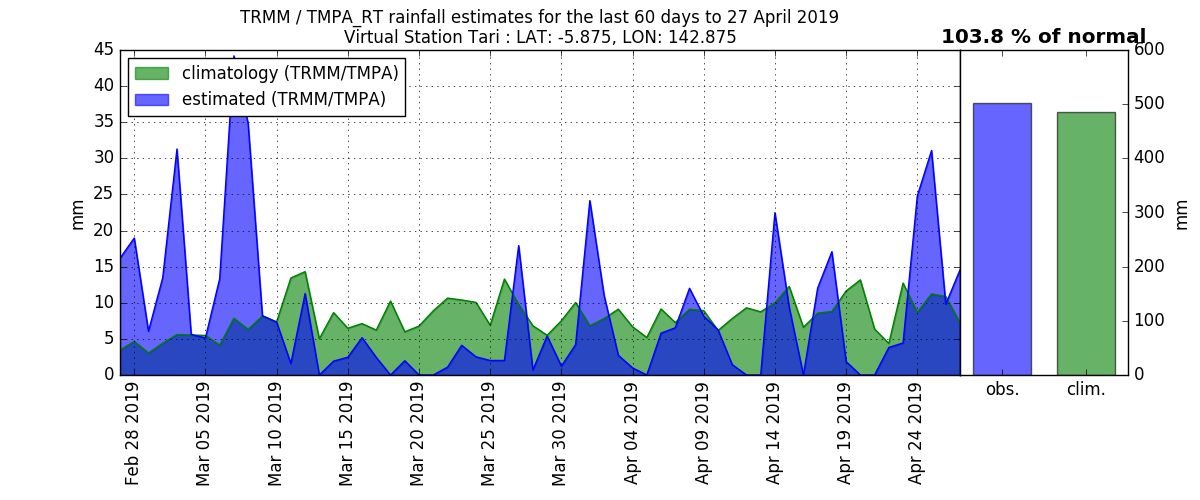 TRMM / TMPA_RT rainfall estimates for the last 60 days to 27 April 2019
Virtual Station Tari : LAT: -5.875, LON: 142.875
103.8 % of normal
climatology (TRMM/TMPA)
estimated (TRMM/TMPA)
mm
45
40
35
30
25
20
15
10
5
0
Feb 28 2019
Mar 05 2019
Mar 10 2019
Mar 15 2019
Mar 20 2019
Mar 25 2019
Mar 30 2019
Apr 04 2019
Apr 09 2019
Apr 14 2019
Apr 19 2019
Apr 24 2019
600
500
400
300
200
100
0
mm
obs.
clim.